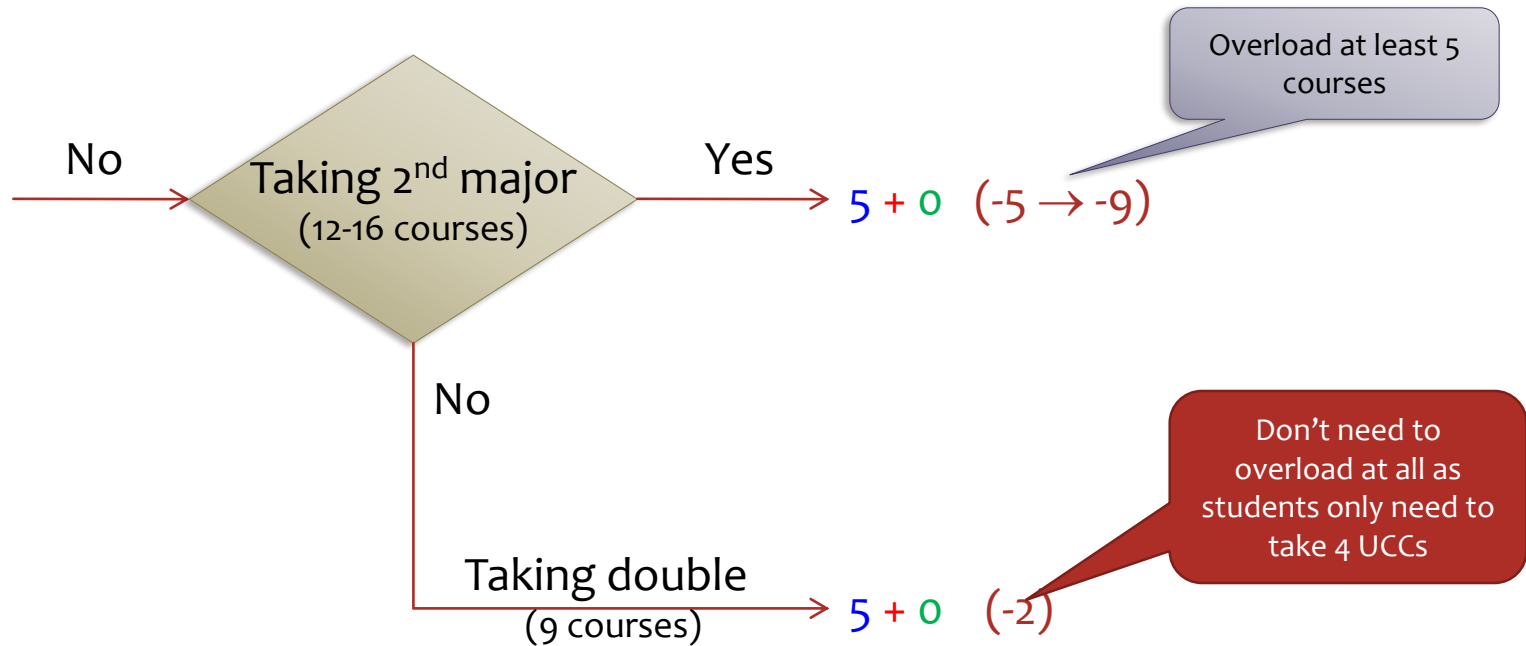 Overload at least 5
courses
No
Taking 2nd major
(12-16 courses)
Yes
5 + 0 (-5 → -9)
No
Don't need to
overload at all as
students only need to
take 4 UCCs
Taking double
(9 courses)
5 + 0 (-2)